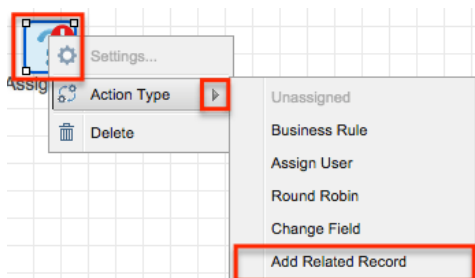 Settings...
Assig
Action Type
Delete
Unassigned
Business Rule
Assign User
Round Robin
Change Field
Add Related Record